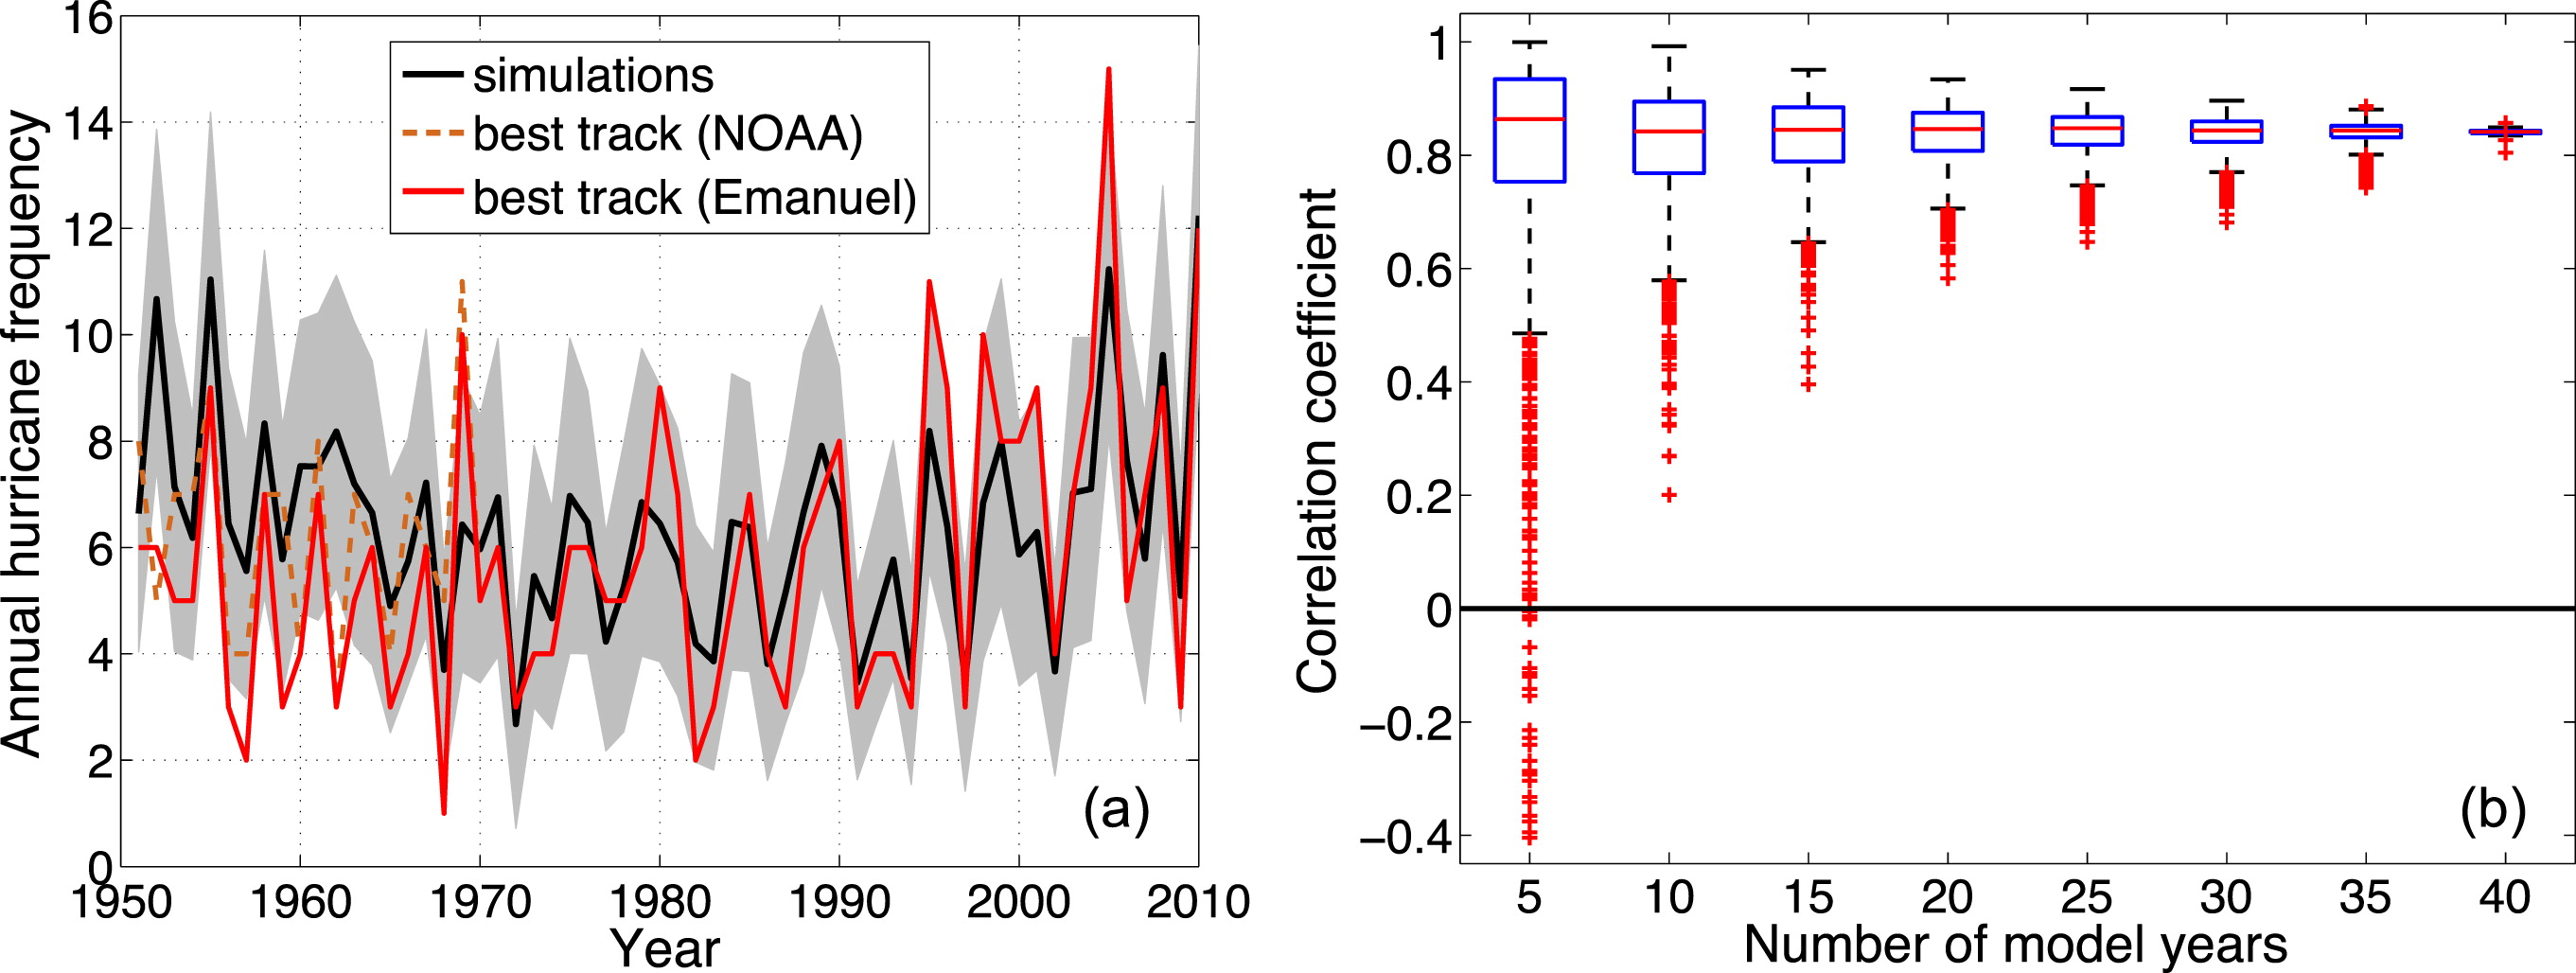 Annual hurricane frequency
16
14
12
10
8
6
4
2
0
simulations
best track (NOAA)
best track (Emanuel)
(a)
1950 1960 1970 1980 1990 2000 2010
Year
Correlation coefficient
1
0.8
0.6
0.4
0.2
0
−0.2
−0.4
(b)
5 10 15 20 25 30 35 40
Number of model years